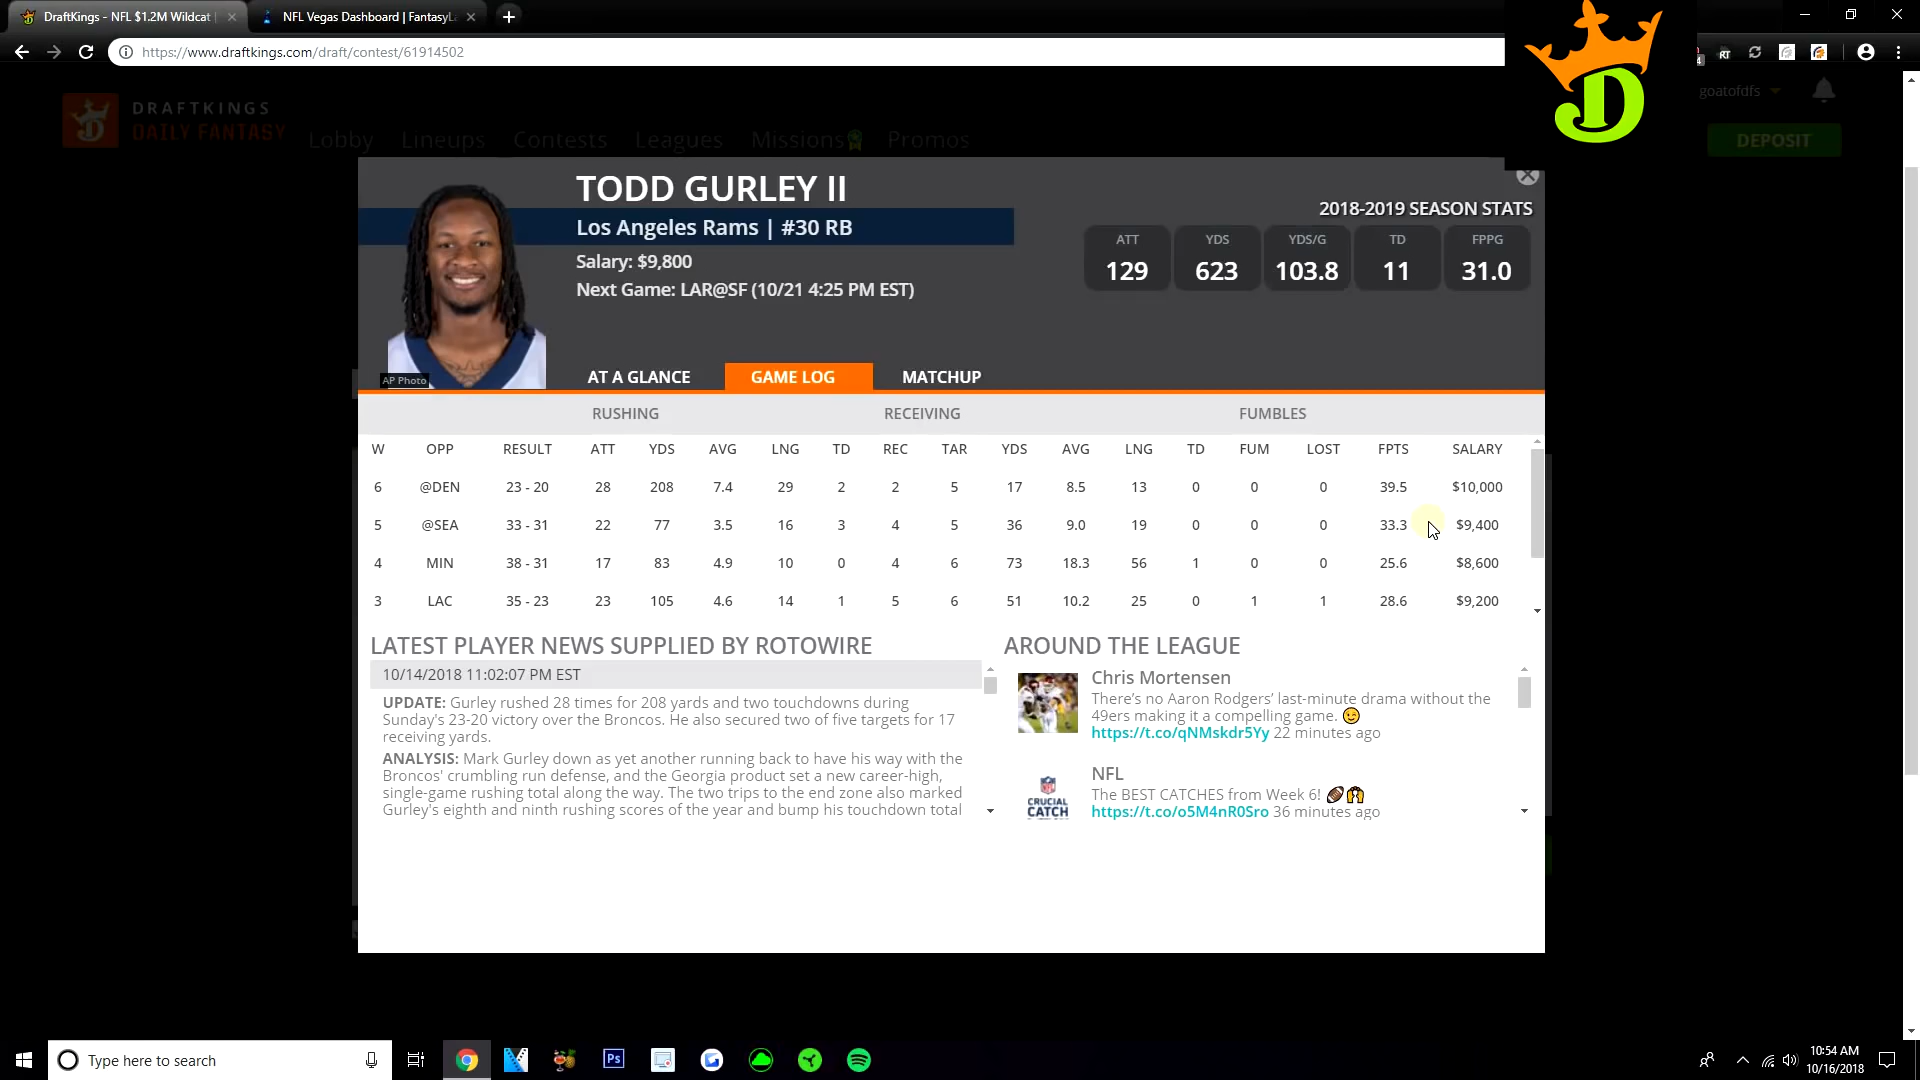 DraftKings - NFL $1.2M Wildcat
NFL Vegas Dashboard | FantasyLa
https://www.draftkings.com/draft/contest/61914502
RT
DRAFTKINGS
DAILY FANTASY
Lobby Lineups Contests Leagues Missions Promos
goatofdfs
DEPOSIT
D
TODD GURLEY II
Los Angeles Rams | #30 RB
Salary: $9,800
Next Game: LAR@SF (10/21 4:25 PM EST)
AP Photo
2018-2019 SEASON STATS
ATT YDS YDS/G TD FPPG
129 623 103.8 11 31.0
AT A GLANCE GAME LOG MATCHUP
RUSHING RECEIVING FUMBLES
W OPP RESULT ATT YDS AVG LNG TD REC TAR YDS AVG LNG TD FUM LOST FPTS SALARY
6 @DEN 23 - 20 28 208 7.4 29 2 2 5 17 8.5 13 0 0 0 39.5 $10,000
5 @SEA 33 - 31 22 77 3.5 16 3 4 5 36 9.0 19 0 0 0 33.3 $9,400
4 MIN 38 - 31 17 83 4.9 10 0 4 6 73 18.3 56 1 0 0 25.6 $8,600
3 LAC 35 - 23 23 105 4.6 14 1 5 6 51 10.2 25 0 1 1 28.6 $9,200
LATEST PLAYER NEWS SUPPLIED BY ROTOWIRE
10/14/2018 11:02:07 PM EST
UPDATE: Gurley rushed 28 times for 208 yards and two touchdowns during
Sunday's 23-20 victory over the Broncos. He also secured two of five targets for 17
receiving yards.
ANALYSIS: Mark Gurley down as yet another running back to have his way with the
Broncos' crumbling run defense, and the Georgia product set a new career-high,
single-game rushing total along the way. The two trips to the end zone also marked
Gurley's eighth and ninth rushing scores of the year and bump his touchdown total
AROUND THE LEAGUE
Chris Mortensen
There's no Aaron Rodgers' last-minute drama without the
49ers making it a compelling game. 😉
https://t.co/qNMskdr5Yy 22 minutes ago
CRUCIAL
CATCH
NFL
The BEST CATCHES from Week 6! 🏈🙌
https://t.co/o5M4nR0Sro 36 minutes ago
Type here to search
Ps
10:54 AM
10/16/2018